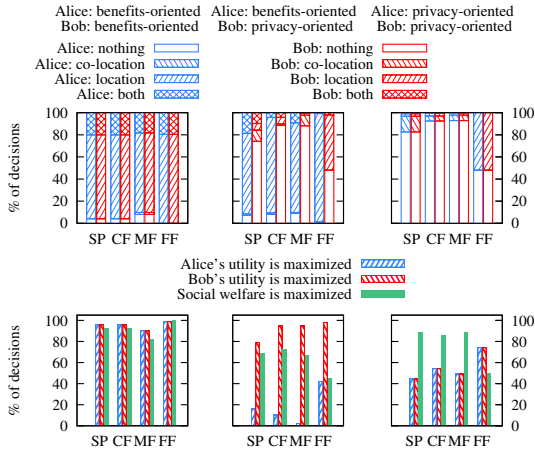 Alice: benefits-oriented Alice: benefits-oriented Alice: privacy-oriented
Bob: benefits-oriented Bob: privacy-oriented Bob: privacy-oriented
Alice: nothing Bob: nothing
Alice: co-location Bob: co-location
Alice: location Bob: location
Alice: both Bob: both
100 100
80 80
60 60
40 40
20 20
0 0
% of decisions
SP CF MF FF SP CF MF FF SP CF MF FF
Alice's utility is maximized
Bob's utility is maximized
Social welfare is maximized
100 100
80 80
60 60
40 40
20 20
0 0
% of decisions
SP CF MF FF SP CF MF FF SP CF MF FF